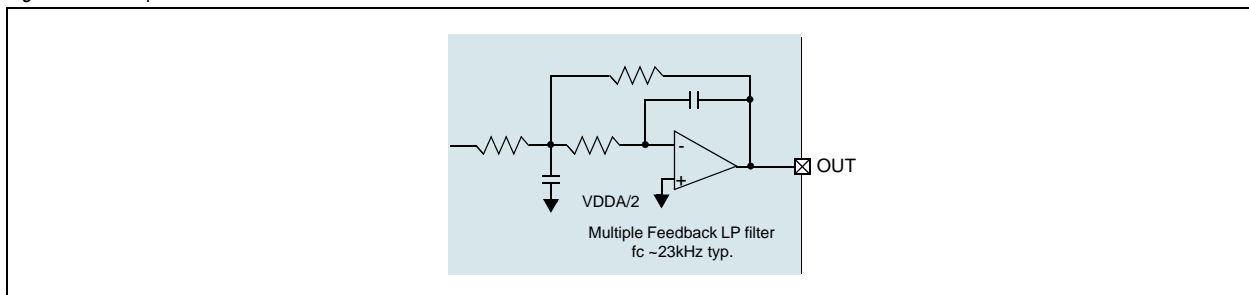 -
OUT
+
VDDA/2
Multiple Feedback LP filter
fc ~23kHz typ.